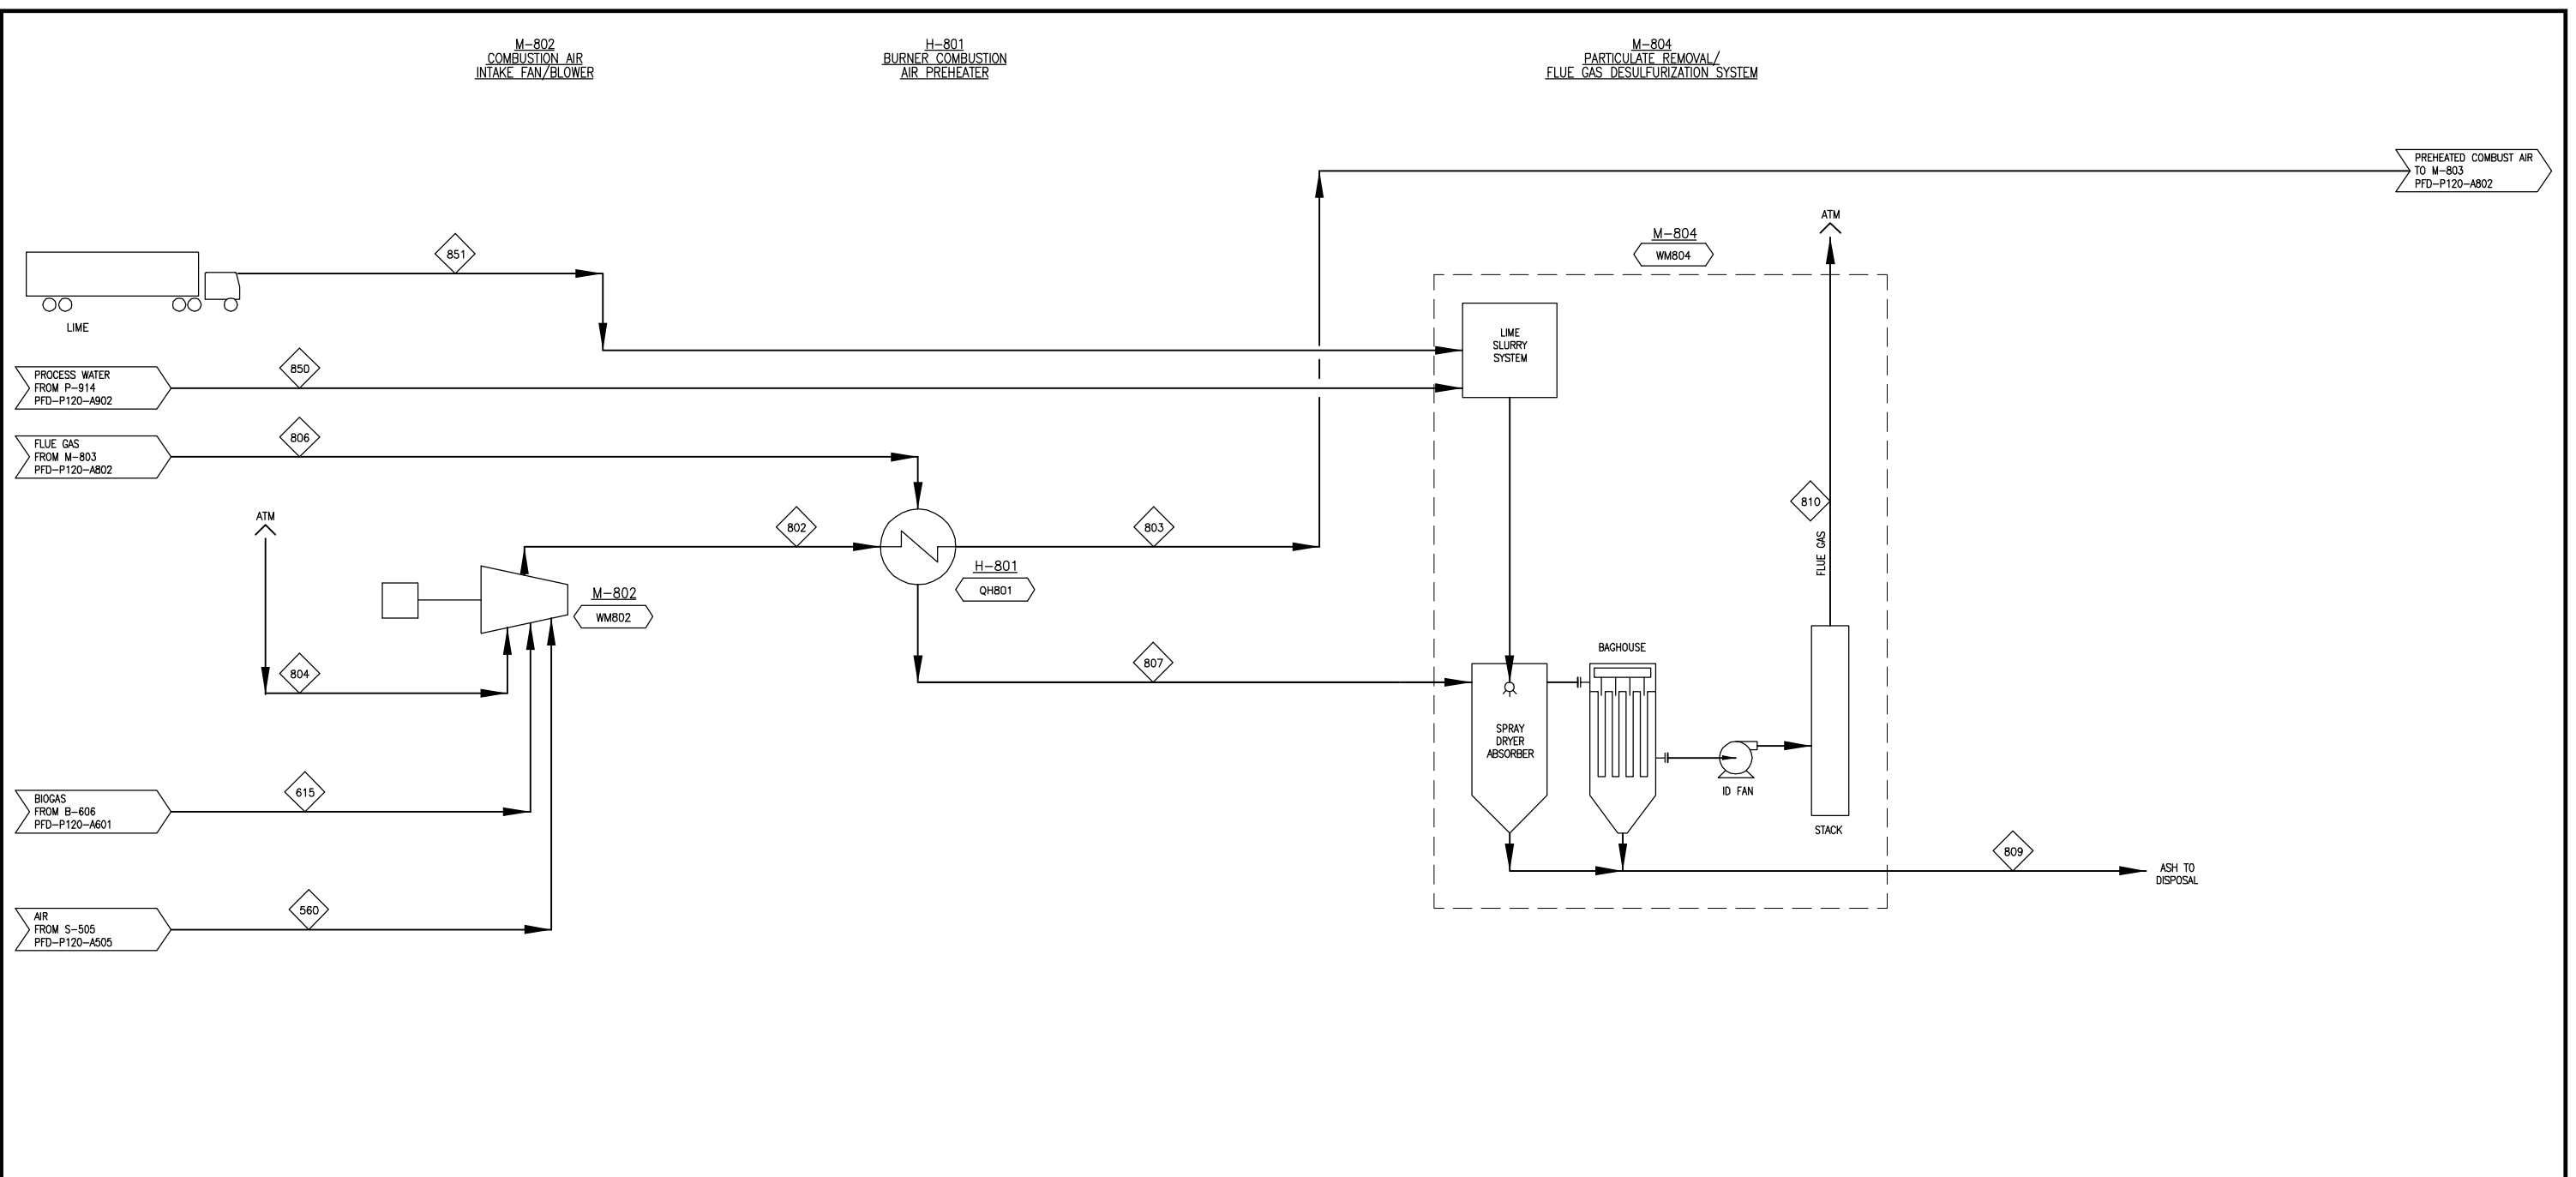 M-802
COMBUSTION AIR
INTAKE FAN/BLOWER
H-801
BURNER COMBUSTION
AIR PREHEATER
M-804
PARTICULATE REMOVAL/
FLUE GAS DESULFURIZATION SYSTEM
PREHEATED COMBUST AIR
TO M-803
PFD-P120-A802
ATM
M-804
WM804
851
LIME
LIME
SLURRY
SYSTEM
850
PROCESS WATER
FROM P-914
PFD-P120-A902
806
FLUE GAS
FROM M-803
PFD-P120-A802
ATM
802
803
810
FLUE GAS
H-801
QH801
M-802
WM802
804
807
BAGHOUSE
SPRAY
DRYER
ABSORBER
ID FAN
STACK
615
BIOGAS
FROM B-606
PFD-P120-A601
809
ASH TO
DISPOSAL
560
AIR
FROM S-505
PFD-P120-A505